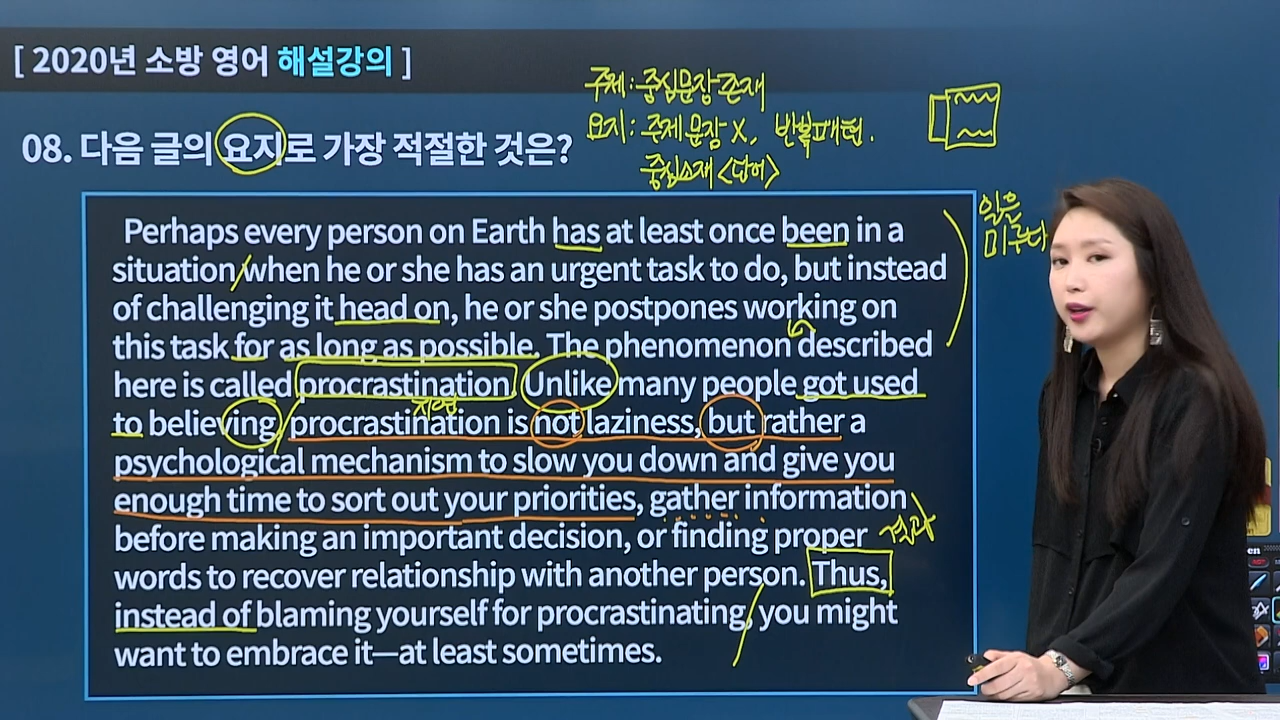 [ 2020년 소방 영어 해설강의 ]
주제: 중심문장 존재
08. 다음 글의 요지로 가장 적절한 것은?
요지: 주제문장 X, 반복패턴.
중심소재 <단어>
Perhaps every person on Earth has at least once been in a
situation when he or she has an urgent task to do, but instead
of challenging it head on, he or she postpones working on
this task for as long as possible. The phenomenon described
here is called procrastination. Unlike many people got used
to believing, procrastination is not laziness, but rather a
psychological mechanism to slow you down and give you
enough time to sort out your priorities, gather information
before making an important decision, or finding proper
words to recover relationship with another person. Thus,
instead of blaming yourself for procrastinating, you might
want to embrace it—at least sometimes.
일은
미루다
지연
결과
en